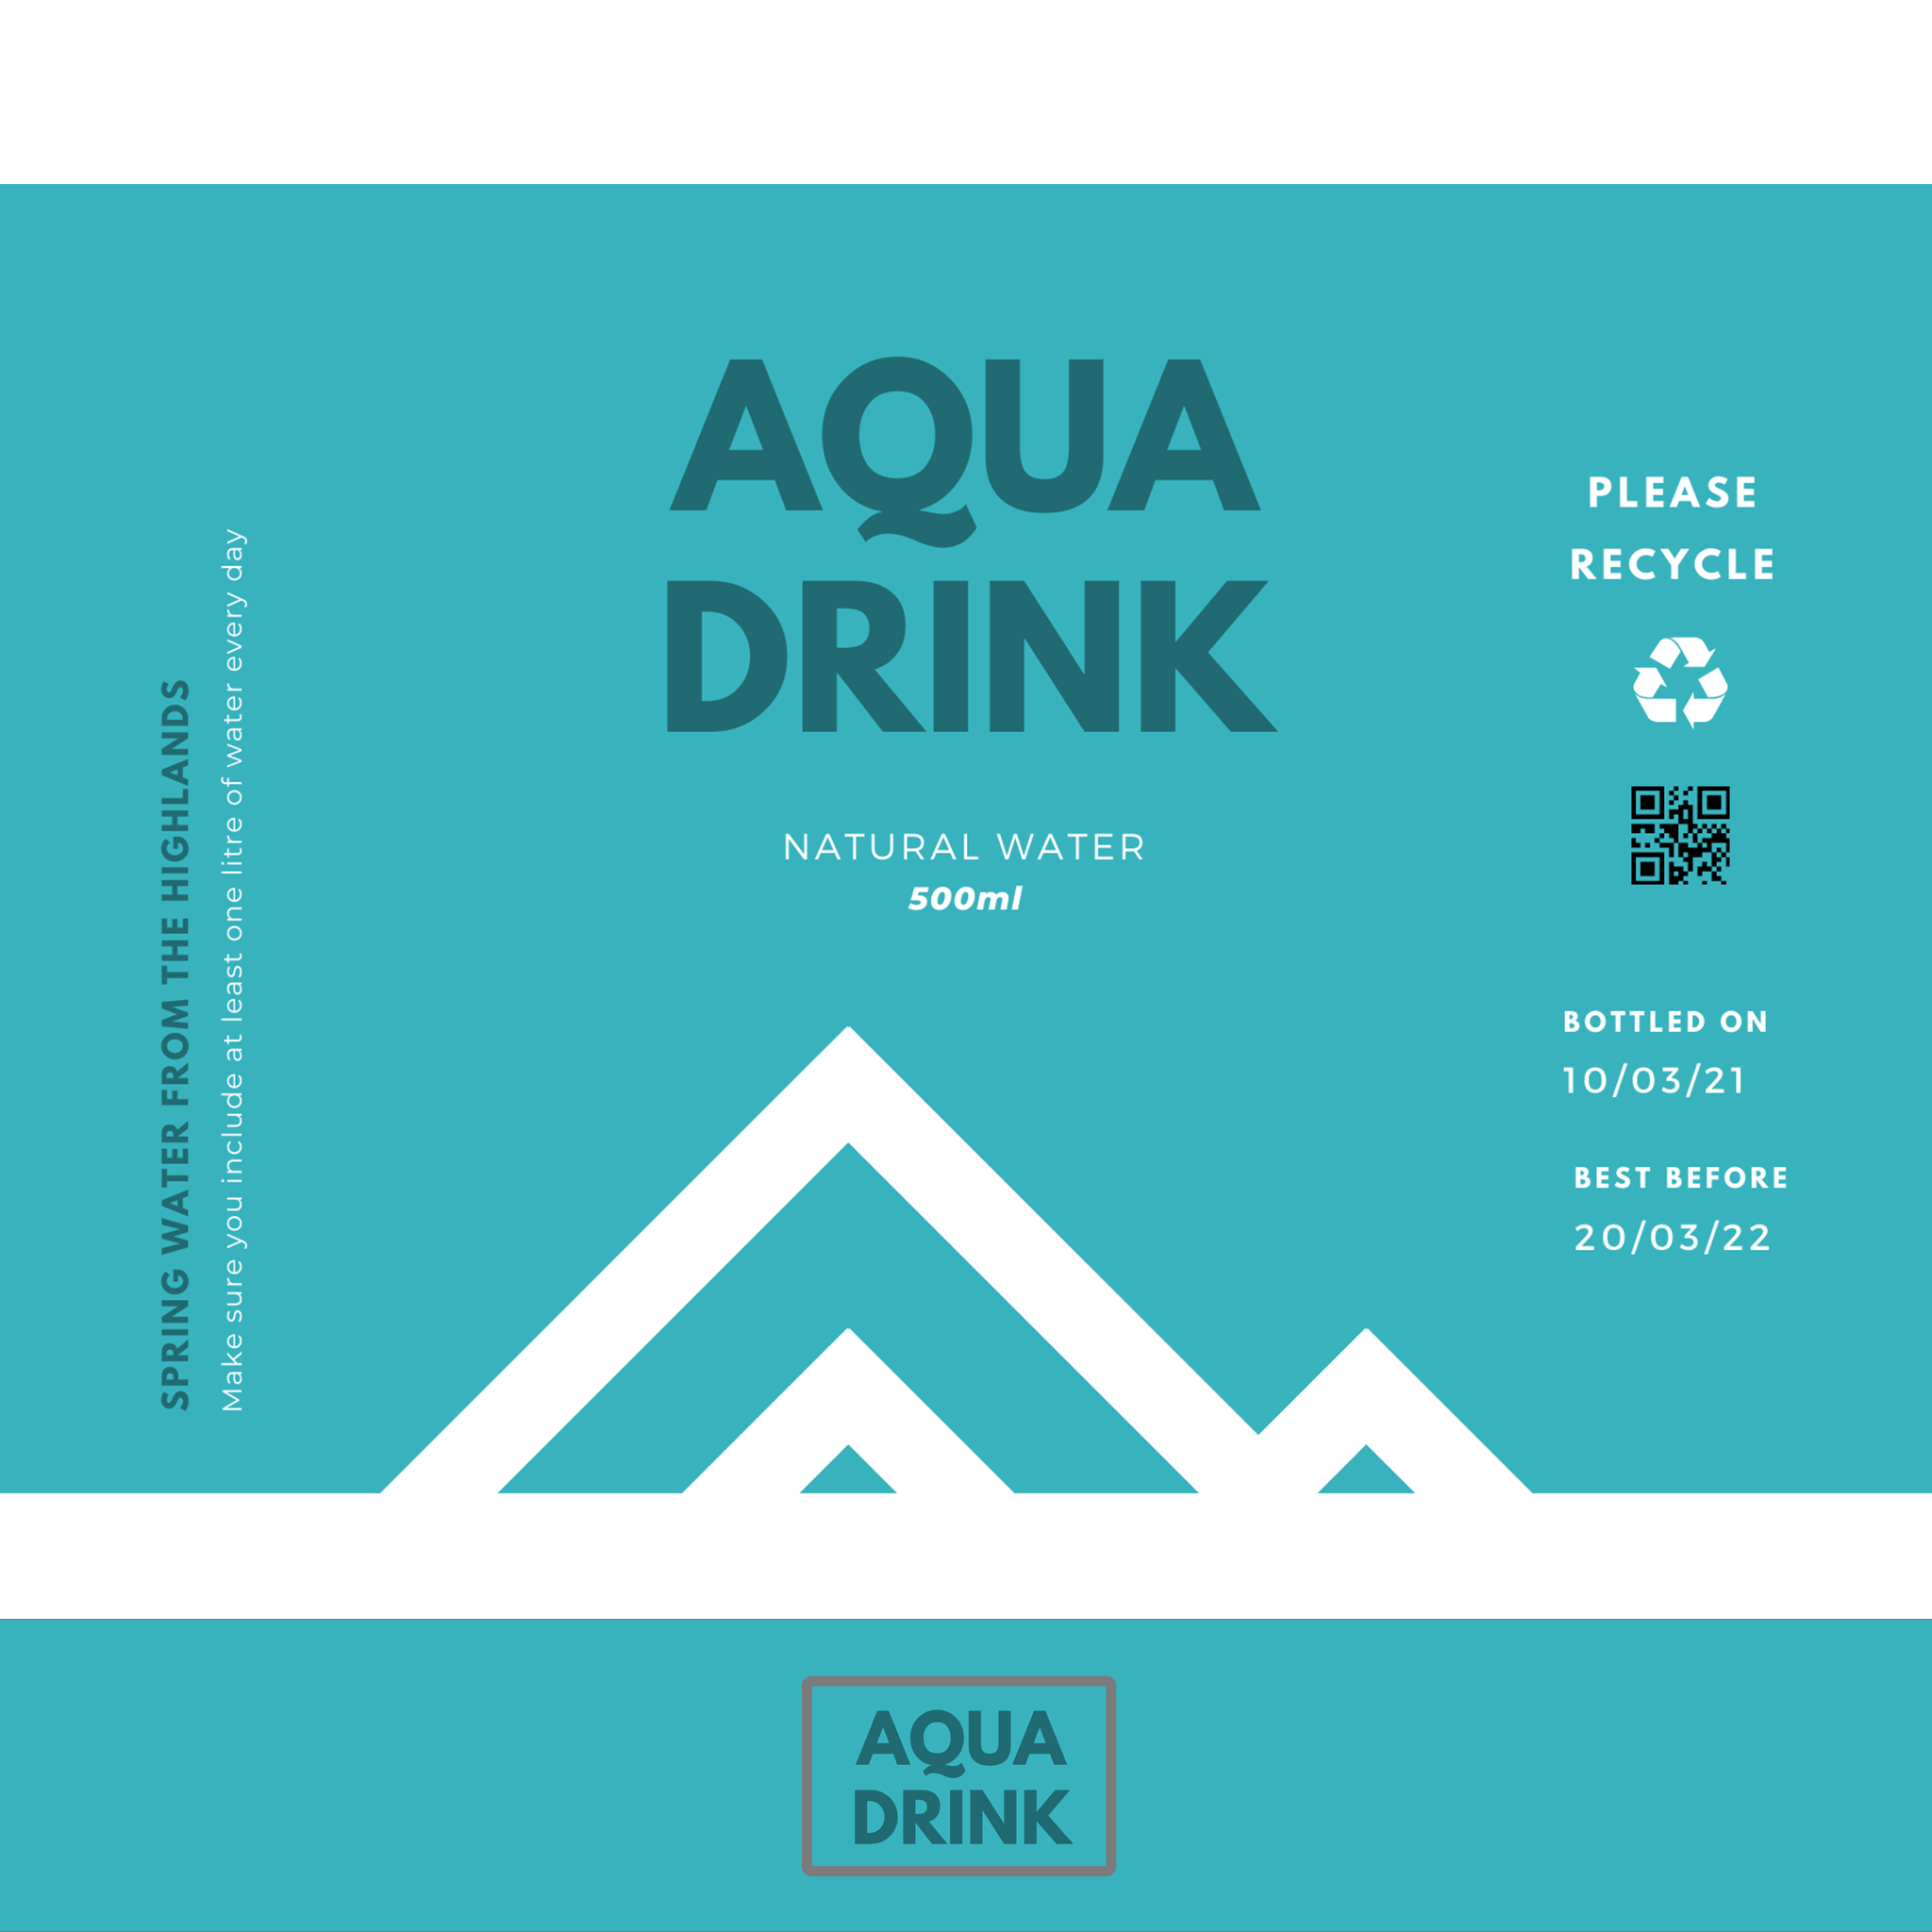 SPRING WATER FROM THE HIGHLANDS
Make sure you include at least one litre of water every day
AQUA
DRINK
NATURAL WATER
500ml
PLEASE
RECYCLE
BOTTLED ON
10/03/21
BEST BEFORE
20/03/22
AQUA
DRINK